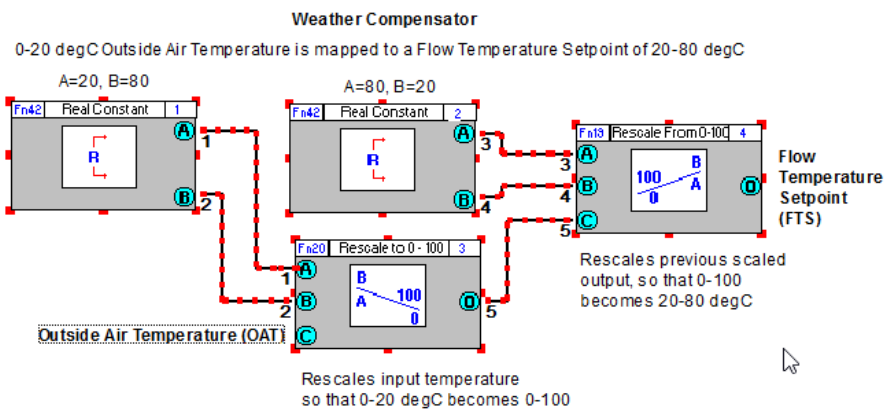 Weather Compensator
0-20 degC Outside Air Temperature is mapped to a Flow Temperature Setpoint of 20-80 degC
A=20, B=80
A=80, B=20
Fn42 Real Constant 1
R
A
B
1
2
Fn42 Real Constant 2
R
A
B
3
4
Fn19 Rescale From 0-100 4
A
B
C
100
0
B
A
O
3
4
5
Flow
Temperature
Setpoint
(FTS)
Fn20 Rescale to 0 - 100 3
A
B
C
B
A
100
0
O
1
2
5
Rescales previous scaled
output, so that 0-100
becomes 20-80 degC
Outside Air Temperature (OAT)
Rescales input temperature
so that 0-20 degC becomes 0-100